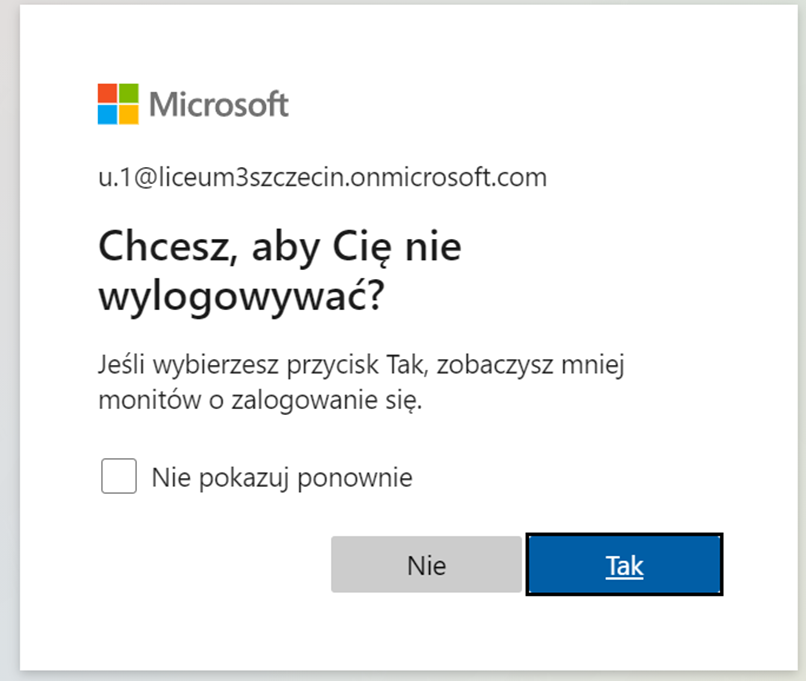 Microsoft
u.1@liceum3szczecin.onmicrosoft.com
Chcesz, aby Cię nie
wylogowywać?
Jeśli wybierzesz przycisk Tak, zobaczysz mniej
monitów o zalogowanie się.
Nie pokazuj ponownie
Nie
Tak